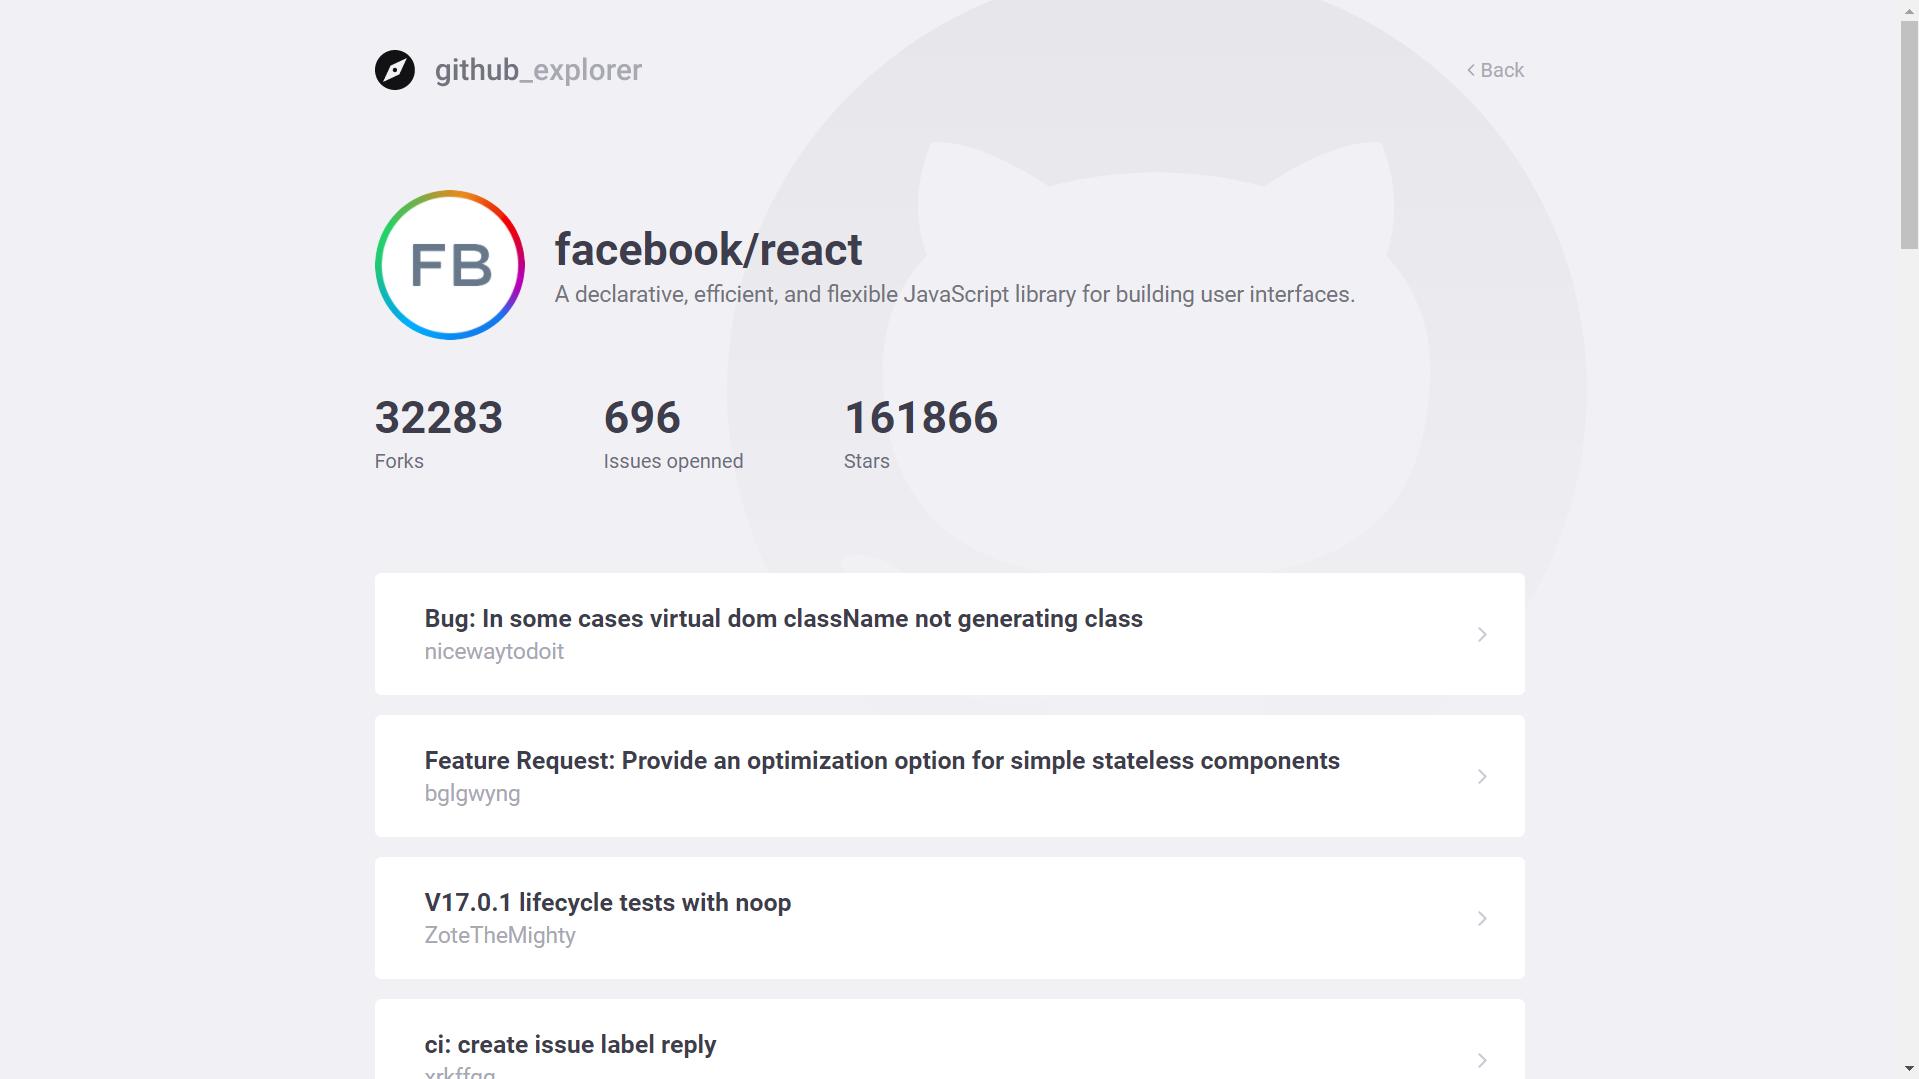 github_explorer
Back
FB
facebook/react
A declarative, efficient, and flexible JavaScript library for building user interfaces.
32283 696 161866
Forks Issues openned Stars
Bug: In some cases virtual dom className not generating class
nicewaytodoit
Feature Request: Provide an optimization option for simple stateless components
bglgwyng
V17.0.1 lifecycle tests with noop
ZoteTheMighty
ci: create issue label reply